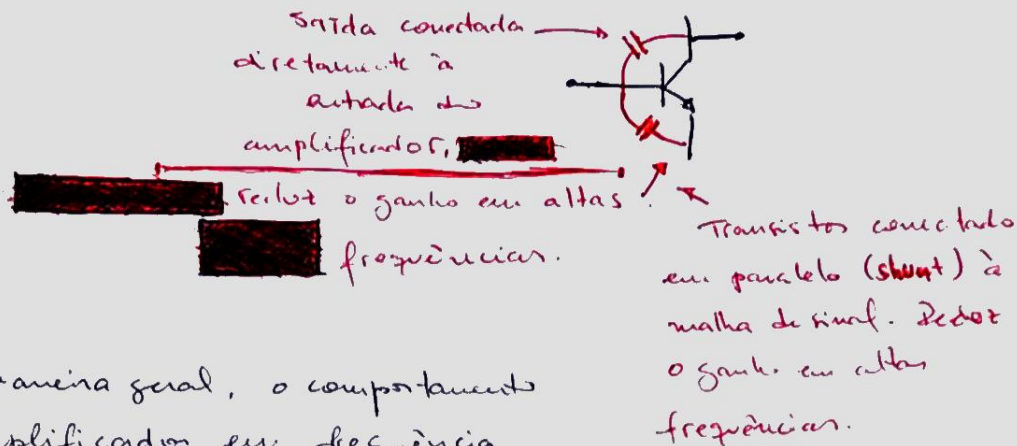 Saída conectada
diretamente à
entrada do
amplificador,
reduz o ganho em altas
frequências.
Transistor conectado
em paralelo (shunt) à
malha de sinal. Reduz
o ganho em altas
frequências.
aneira geral, o comportamento
plificador em frequência